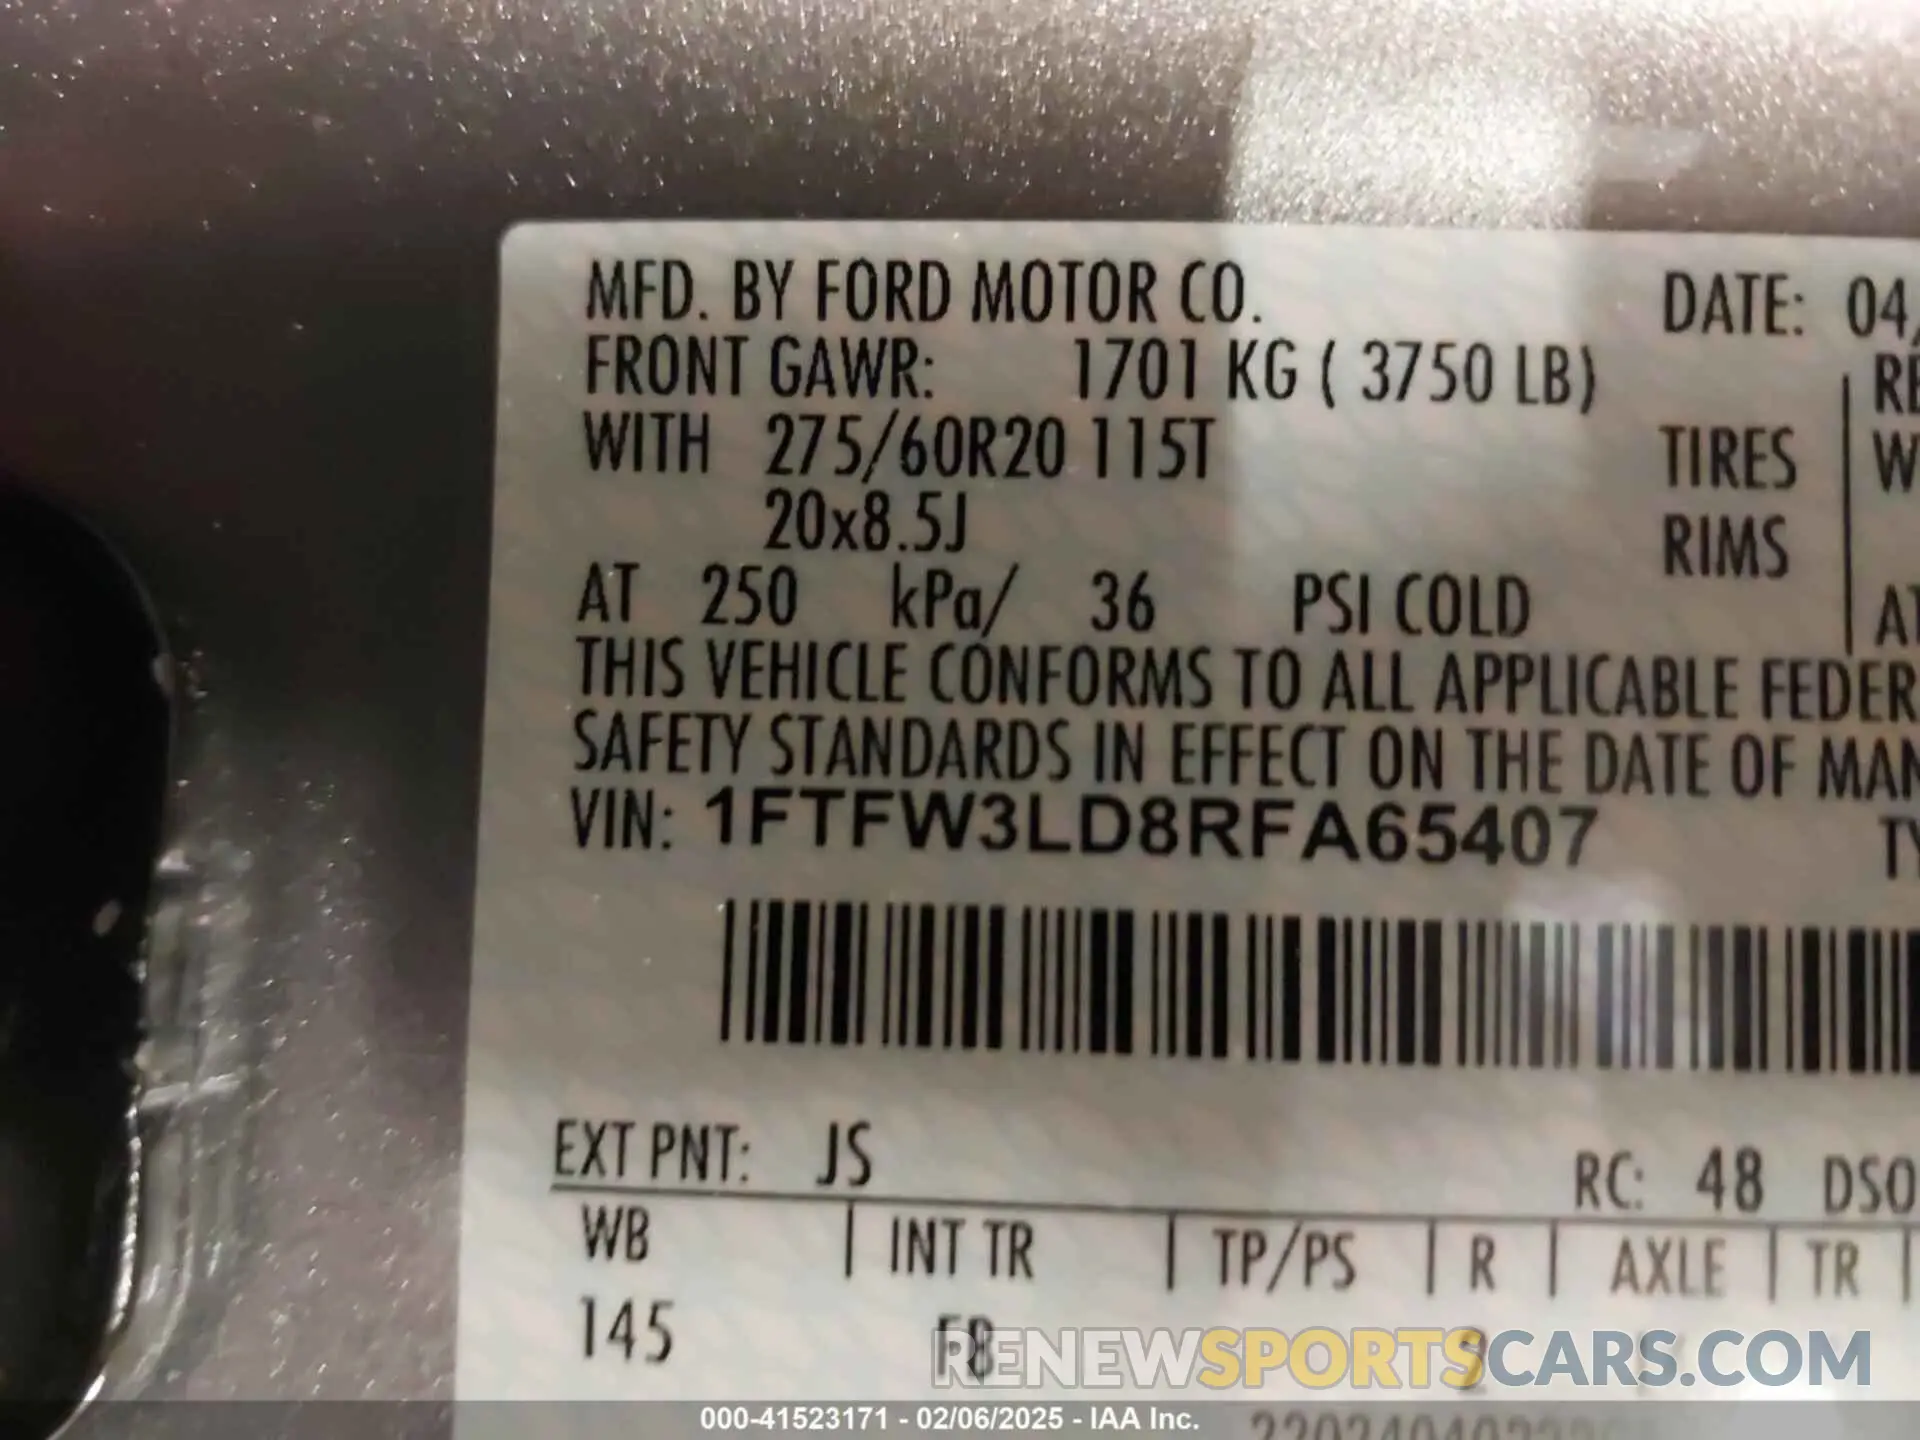 MFD. BY FORD MOTOR CO. DATE: 04
FRONT GAWR: 1701 KG ( 3750 LB)
WITH 275/60R20 115T TIRES
20x8.5J RIMS
AT 250 kPa/ 36 PSI COLD
THIS VEHICLE CONFORMS TO ALL APPLICABLE FEDER
SAFETY STANDARDS IN EFFECT ON THE DATE OF MAN
VIN: 1FTFW3LD8RFA65407
EXT PNT: JS RC: 48 DSO
WB INT TR TP/PS R AXLE TR
145 FB
RENEWSPORTSCARS.COM
000-41523171 - 02/06/2025 - IAA Inc.